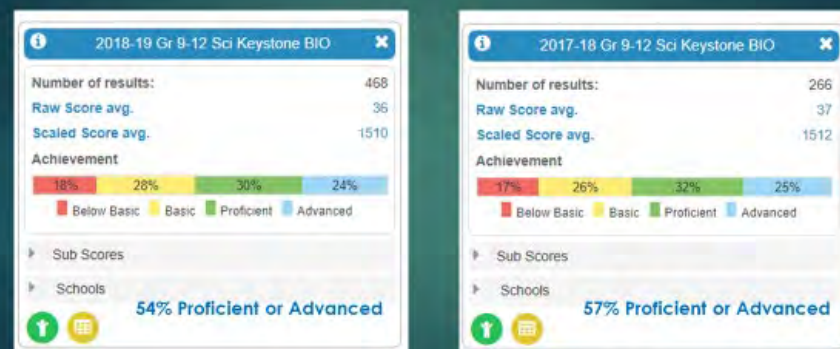 2018-19 Gr 9-12 Sci Keystone BIO
Number of results: 468
Raw Score avg. 36
Scaled Score avg. 1510
Achievement
18% 28% 30% 24%
Below Basic Basic Proficient Advanced
Sub Scores
Schools
54% Proficient or Advanced
2017-18 Gr 9-12 Sci Keystone BIO
Number of results: 266
Raw Score avg. 37
Scaled Score avg. 1512
Achievement
17% 26% 32% 25%
Below Basic Basic Proficient Advanced
Sub Scores
Schools
57% Proficient or Advanced